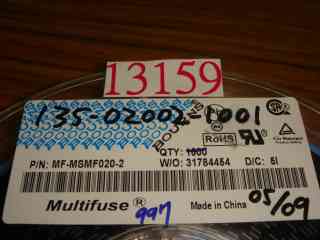 13159
135-02002-1001
BOURNS
RoHS
QTY: 1000
P/N: MF-MSMF020-2 W/O: 31784454 D/C: 5I
Multifuse® 997 Made in China 05/09